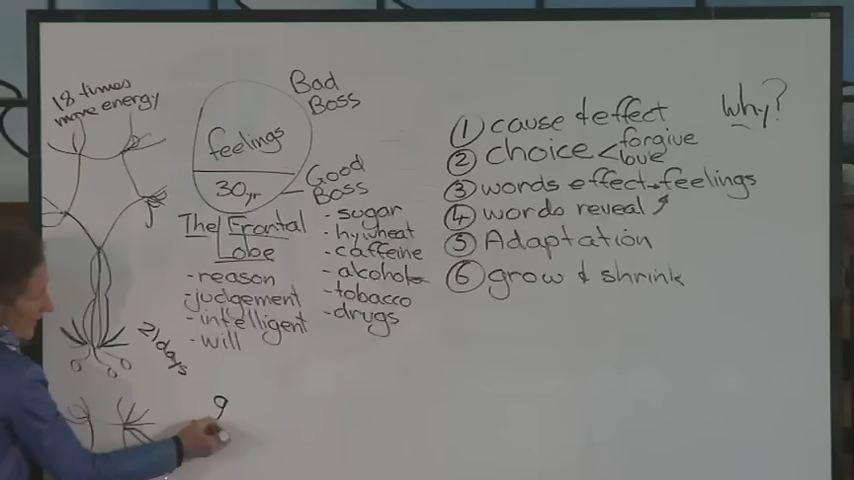 18 times
more energy
Bad
Boss
feelings
30yr
Good
Boss
The Frontal
Lobe
- reason
- judgement
- intelligent
- will
- sugar
- hy wheat
- caffeine
- alcohol
- tobacco
- drugs
21 days
9
① cause & effect
② choice < forgive
love
③ words effect → feelings
④ words reveal
⑤ Adaptation
⑥ grow & shrink
Why?